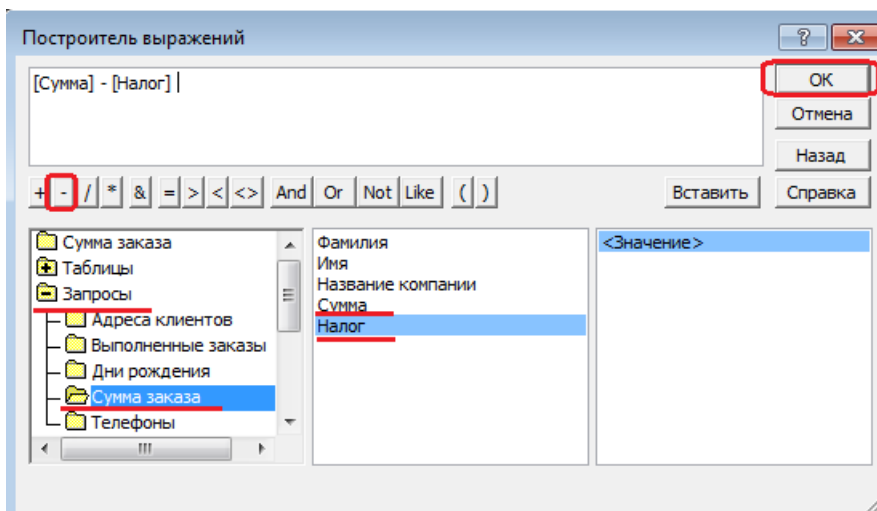 Построитель выражений
[Сумма] - [Налог]
ОК
Отмена
Назад
+ - / * & = > < <> And Or Not Like ( ) Вставить Справка
Сумма заказа
Таблицы
Запросы
Адреса клиентов
Выполненные заказы
Дни рождения
Сумма заказа
Телефоны
Фамилия
Имя
Название компании
Сумма
Налог
<Значение>